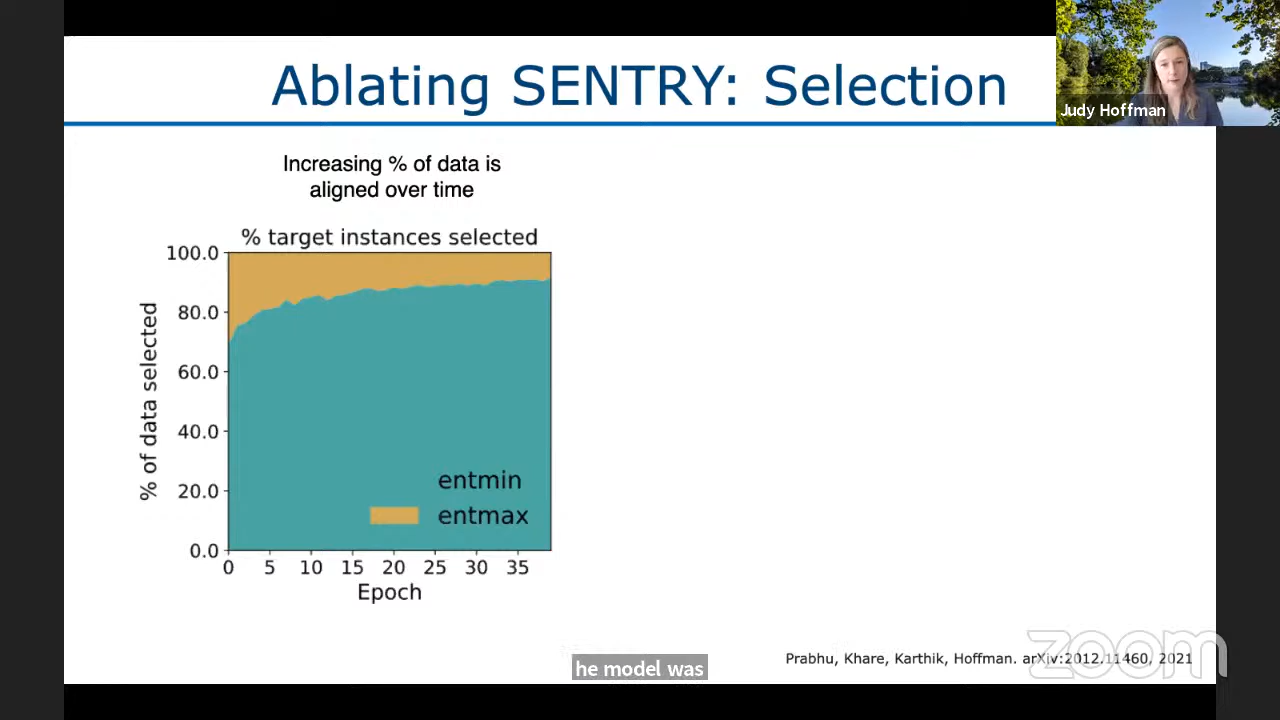 Ablating SENTRY: Selection
Judy Hoffman
Increasing % of data is
aligned over time
% target instances selected
100.0
80.0
60.0
40.0
20.0
0.0
% of data selected
entmin
entmax
0 5 10 15 20 25 30 35
Epoch
Prabhu, Khare, Karthik, Hoffman. arXiv:2012.11460, 2021
zoom
he model was